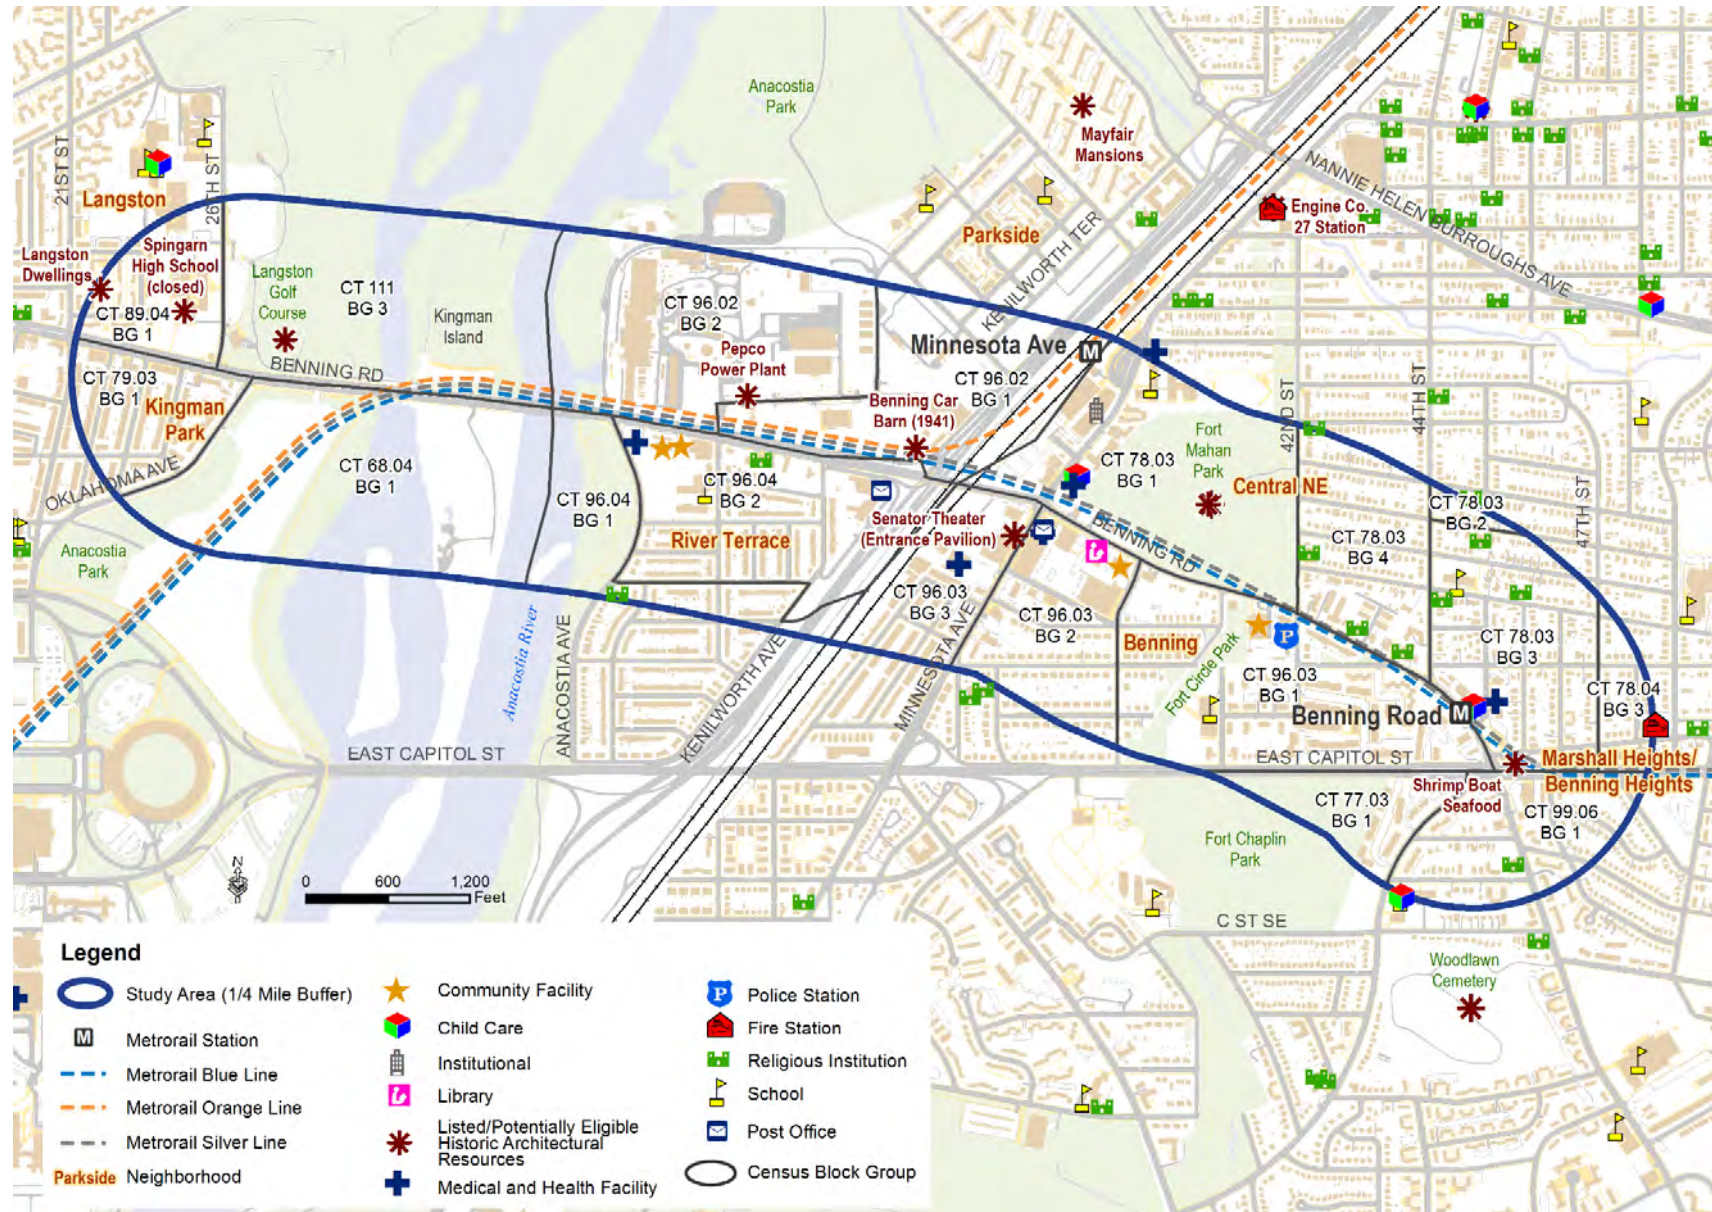 Anacostia
Park
Mayfair
Mansions
21ST ST
26TH ST
Langston
NANNIE HELEN BURROUGHS AVE
Engine Co.
27 Station
Parkside
KENILWORTH TER
Langston
Dwellings
Spingarn
High School
(closed)
Langston
Golf
Course
CT 111
BG 3
Kingman
Island
CT 96.02
BG 2
CT 89.04
BG 1
Minnesota Ave
M
BENNING RD
Pepco
Power Plant
CT 96.02
BG 1
CT 79.03
BG 1
Kingman
Park
Benning Car
Barn (1941)
42ND ST
44TH ST
Fort
Mahan
Park
OKLAHOMA AVE
CT 68.04
BG 1
CT 96.04
BG 1
CT 96.04
BG 2
CT 78.03
BG 1
Central NE
CT 78.03
BG 2
47TH ST
River Terrace
Senator Theater
(Entrance Pavilion)
BENNING RD
CT 78.03
BG 4
Anacostia
Park
CT 96.03
BG 3
CT 96.03
BG 2
Benning
P
CT 78.03
BG 3
Anacostia River
ANACOSTIA AVE
KENILWORTH AVE
MINNESOTA AVE
Fort Circle Park
CT 96.03
BG 1
CT 78.04
BG 3
Benning Road
M
EAST CAPITOL ST
EAST CAPITOL ST
Marshall Heights/
Benning Heights
Shrimp Boat
Seafood
CT 77.03
BG 1
CT 99.06
BG 1
Fort Chaplin
Park
N
0 600 1,200
Feet
C ST SE
Woodlawn
Cemetery
Legend
Study Area (1/4 Mile Buffer)
M Metrorail Station
Metrorail Blue Line
Metrorail Orange Line
Metrorail Silver Line
Parkside Neighborhood
Community Facility
Child Care
Institutional
Library
Listed/Potentially Eligible
Historic Architectural
Resources
Medical and Health Facility
P Police Station
Fire Station
Religious Institution
School
Post Office
Census Block Group